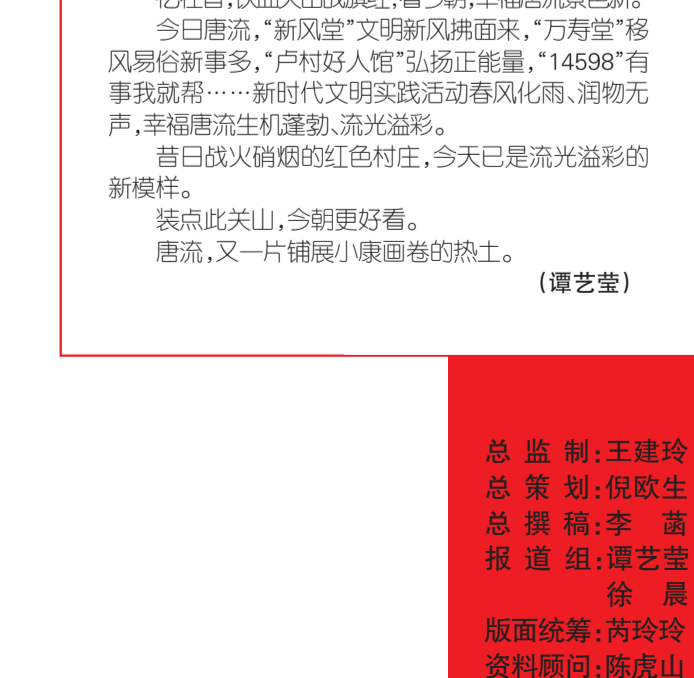 今日唐流,“新风堂”文明新风拂面来,“万寿堂”移
风易俗新事多,“卢村好人馆”弘扬正能量,“14598”有
事我就帮……新时代文明实践活动春风化雨、润物无
声,幸福唐流生机蓬勃、流光溢彩。
昔日战火硝烟的红色村庄,今天已是流光溢彩的
新模样。
装点此关山,今朝更好看。
唐流,又一片铺展小康画卷的热土。
(谭艺莹)
总 监 制:王建玲
总 策 划:倪欧生
总 撰 稿:李 菡
报 道 组:谭艺莹
徐 晨
版面统筹:芮玲玲
资料顾问:陈虎山